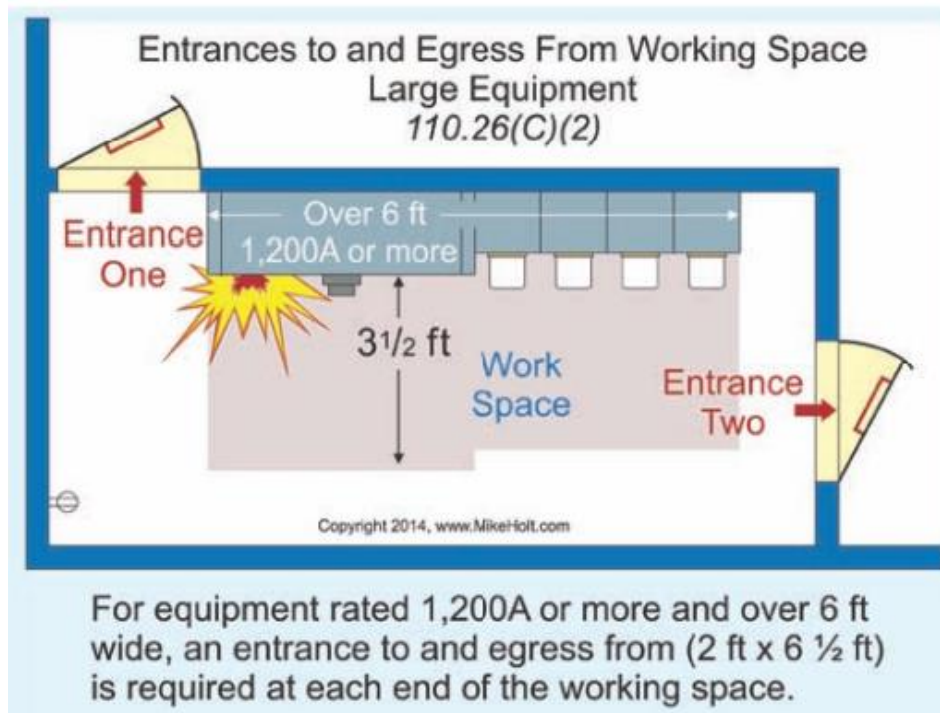 Entrances to and Egress From Working Space
Large Equipment
110.26(C)(2)
Over 6 ft
1,200A or more
Entrance
One
3 1/2 ft
Work
Space
Entrance
Two
Copyright 2014, www.MikeHolt.com
For equipment rated 1,200A or more and over 6 ft
wide, an entrance to and egress from (2 ft x 6 ½ ft)
is required at each end of the working space.